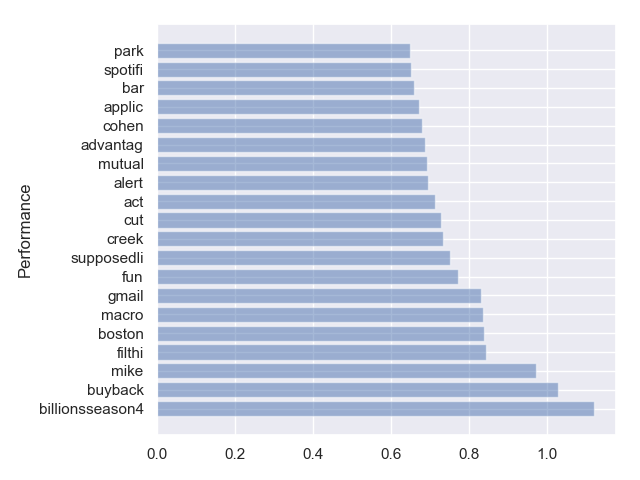 park
spotifi
bar
applic
cohen
advantag
mutual
alert
act
cut
creek
supposedli
fun
gmail
macro
boston
filthi
mike
buyback
billionsseason4
Performance
0.0 0.2 0.4 0.6 0.8 1.0